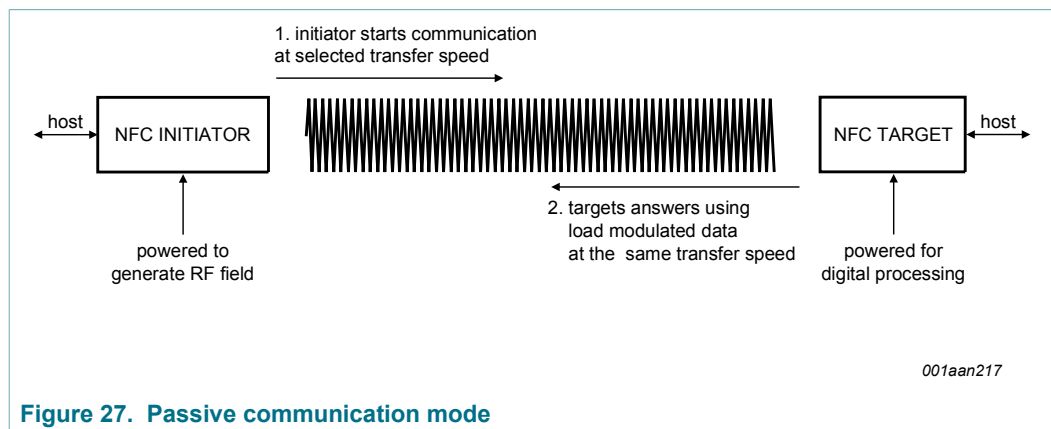 1. initiator starts communication
at selected transfer speed
host
NFC INITIATOR
NFC TARGET
host
2. targets answers using
load modulated data
at the same transfer speed
powered to
generate RF field
powered for
digital processing
001aan217
Figure 27. Passive communication mode